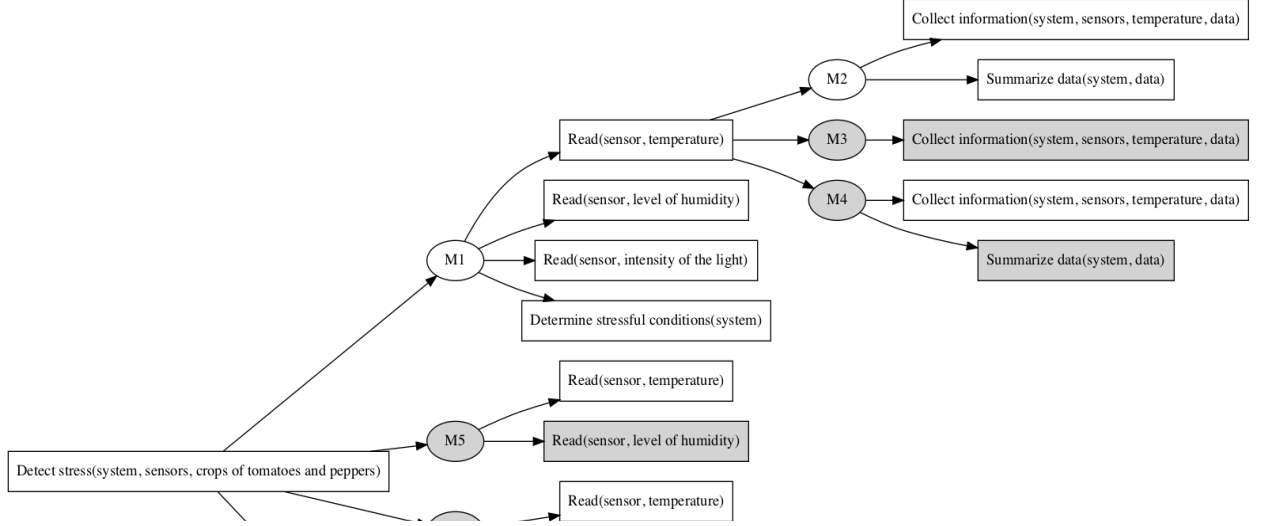 Collect information(system, sensors, temperature, data)
M2
Summarize data(system, data)
Read(sensor, temperature)
M3
Collect information(system, sensors, temperature, data)
M4
Collect information(system, sensors, temperature, data)
Read(sensor, level of humidity)
M1
Read(sensor, intensity of the light)
Summarize data(system, data)
Determine stressful conditions(system)
Read(sensor, temperature)
M5
Read(sensor, level of humidity)
Detect stress(system, sensors, crops of tomatoes and peppers)
Read(sensor, temperature)